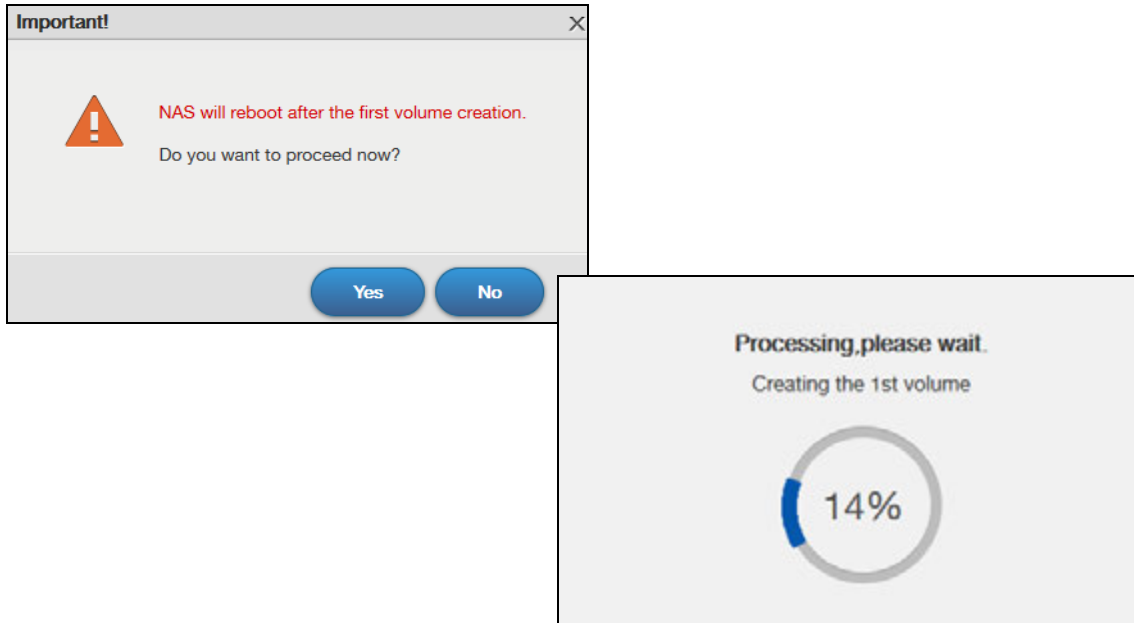 Important!
NAS will reboot after the first volume creation.
Do you want to proceed now?
Yes No
Processing,please wait.
Creating the 1st volume
14%